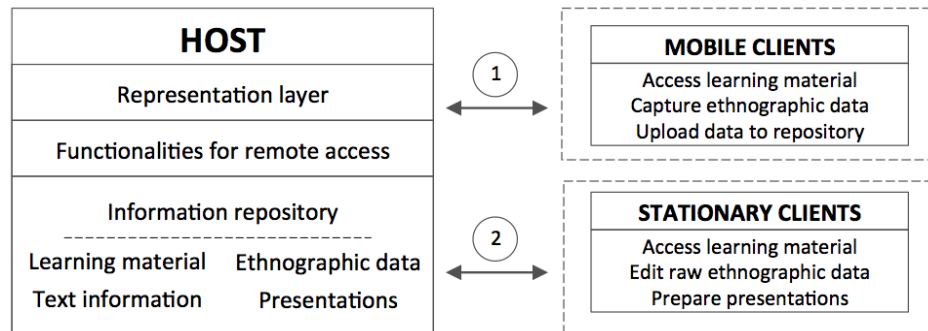 HOST
Representation layer
Functionalities for remote access
Information repository
Learning material
Ethnographic data
Text information
Presentations
1
2
MOBILE CLIENTS
Access learning material
Capture ethnographic data
Upload data to repository
STATIONARY CLIENTS
Access learning material
Edit raw ethnographic data
Prepare presentations